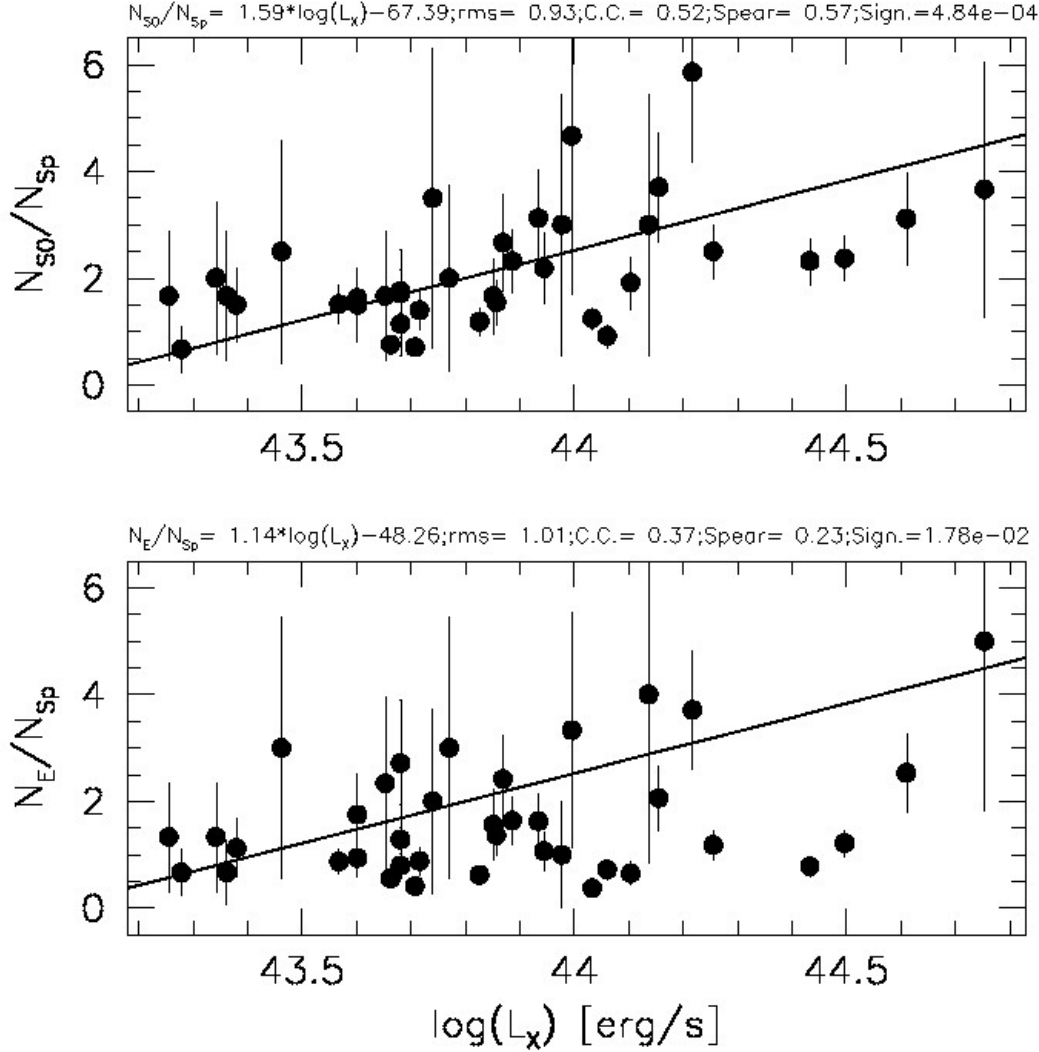 N_S0/N_Sp= 1.59*log(L_X)−67.39;rms= 0.93;C.C.= 0.52;Spear= 0.57;Sign.=4.84e−04
6
4
2
0
N_S0/N_Sp
43.5 44 44.5
N_E/N_Sp= 1.14*log(L_X)−48.26;rms= 1.01;C.C.= 0.37;Spear= 0.23;Sign.=1.78e−02
6
4
2
0
N_E/N_Sp
43.5 44 44.5
log(L_X) [erg/s]